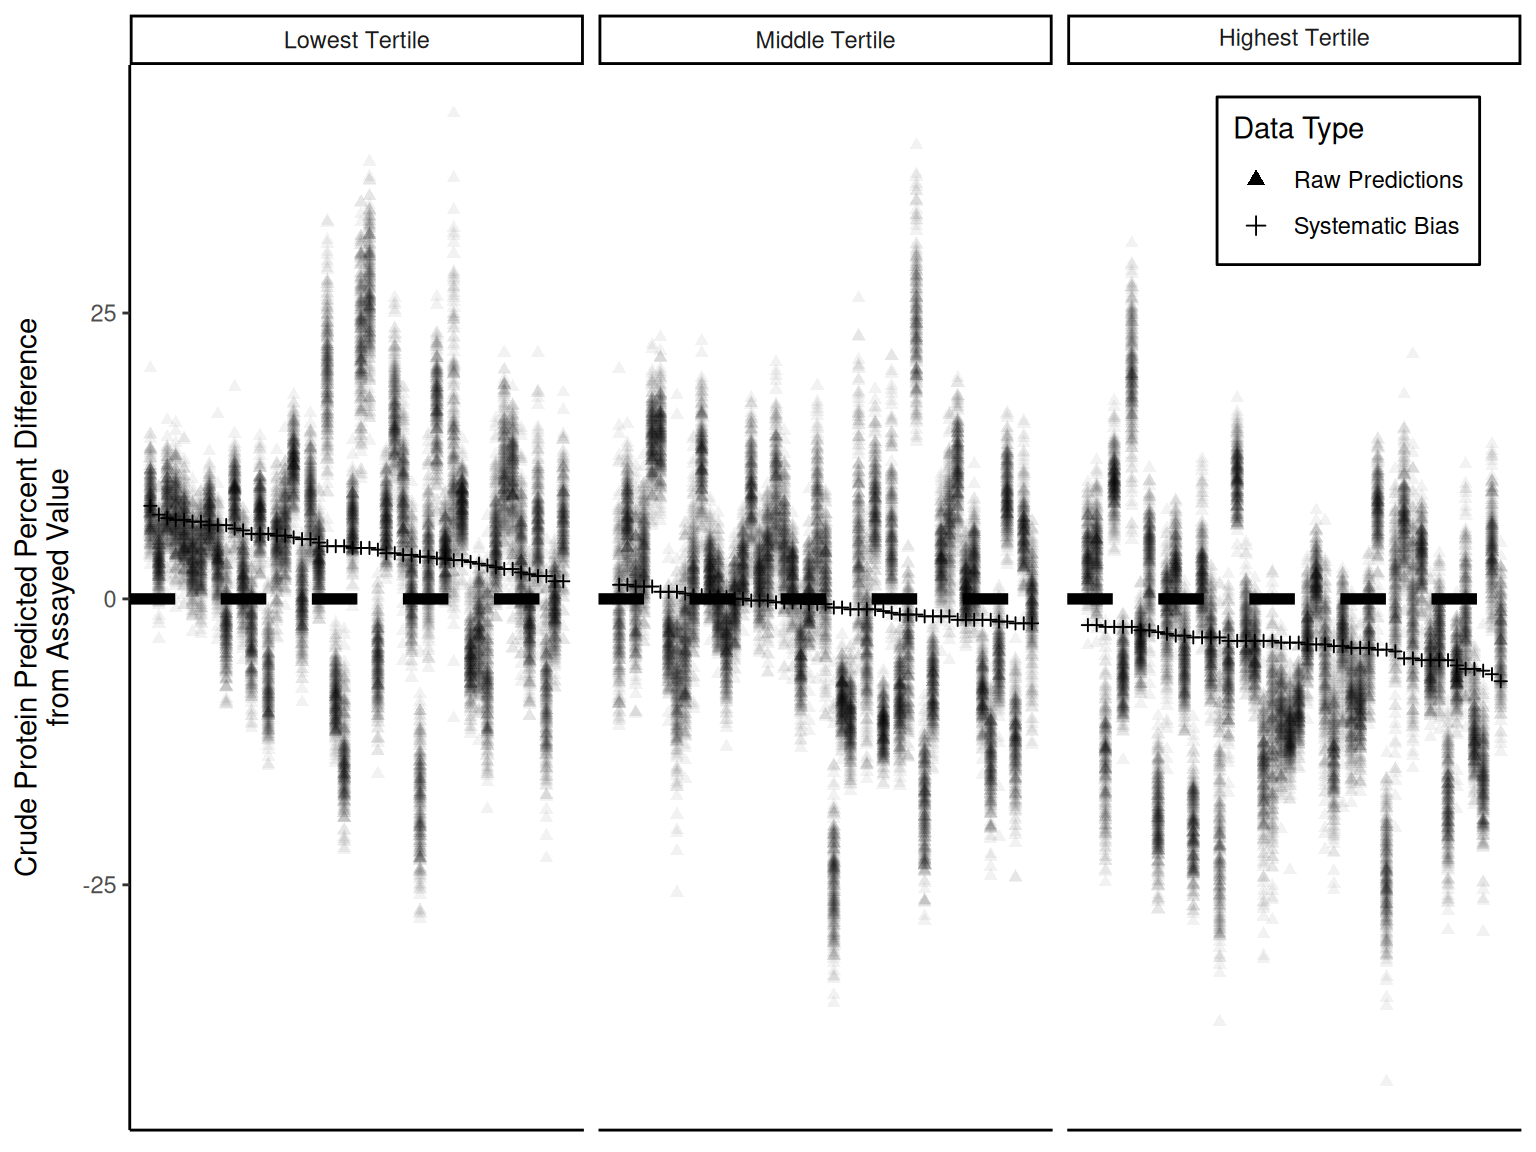 Lowest Tertile
Middle Tertile
Highest Tertile
Data Type
Raw Predictions
Systematic Bias
Crude Protein Predicted Percent Difference
from Assayed Value
25
0
-25